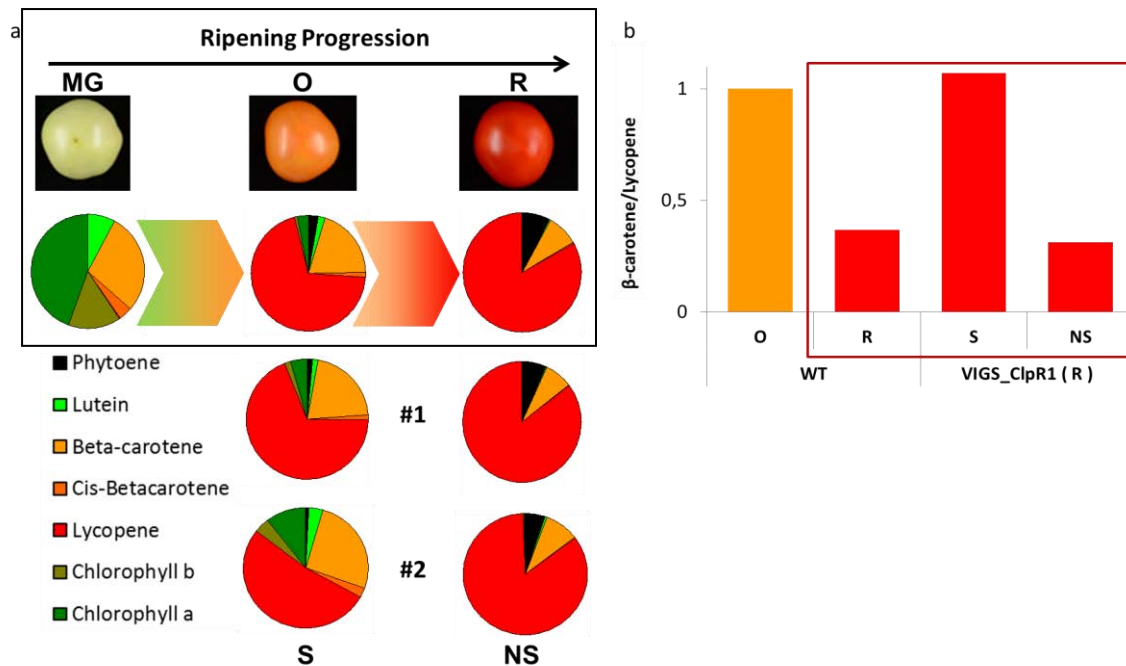 a
Ripening Progression
MG O R
Phytoene
Lutein
Beta-carotene
Cis-Betacarotene
Lycopene
Chlorophyll b
Chlorophyll a
#1
#2
S NS
b
β-carotene/Lycopene
1
0,5
0
O R S NS
WT VIGS_ClpR1 ( R )